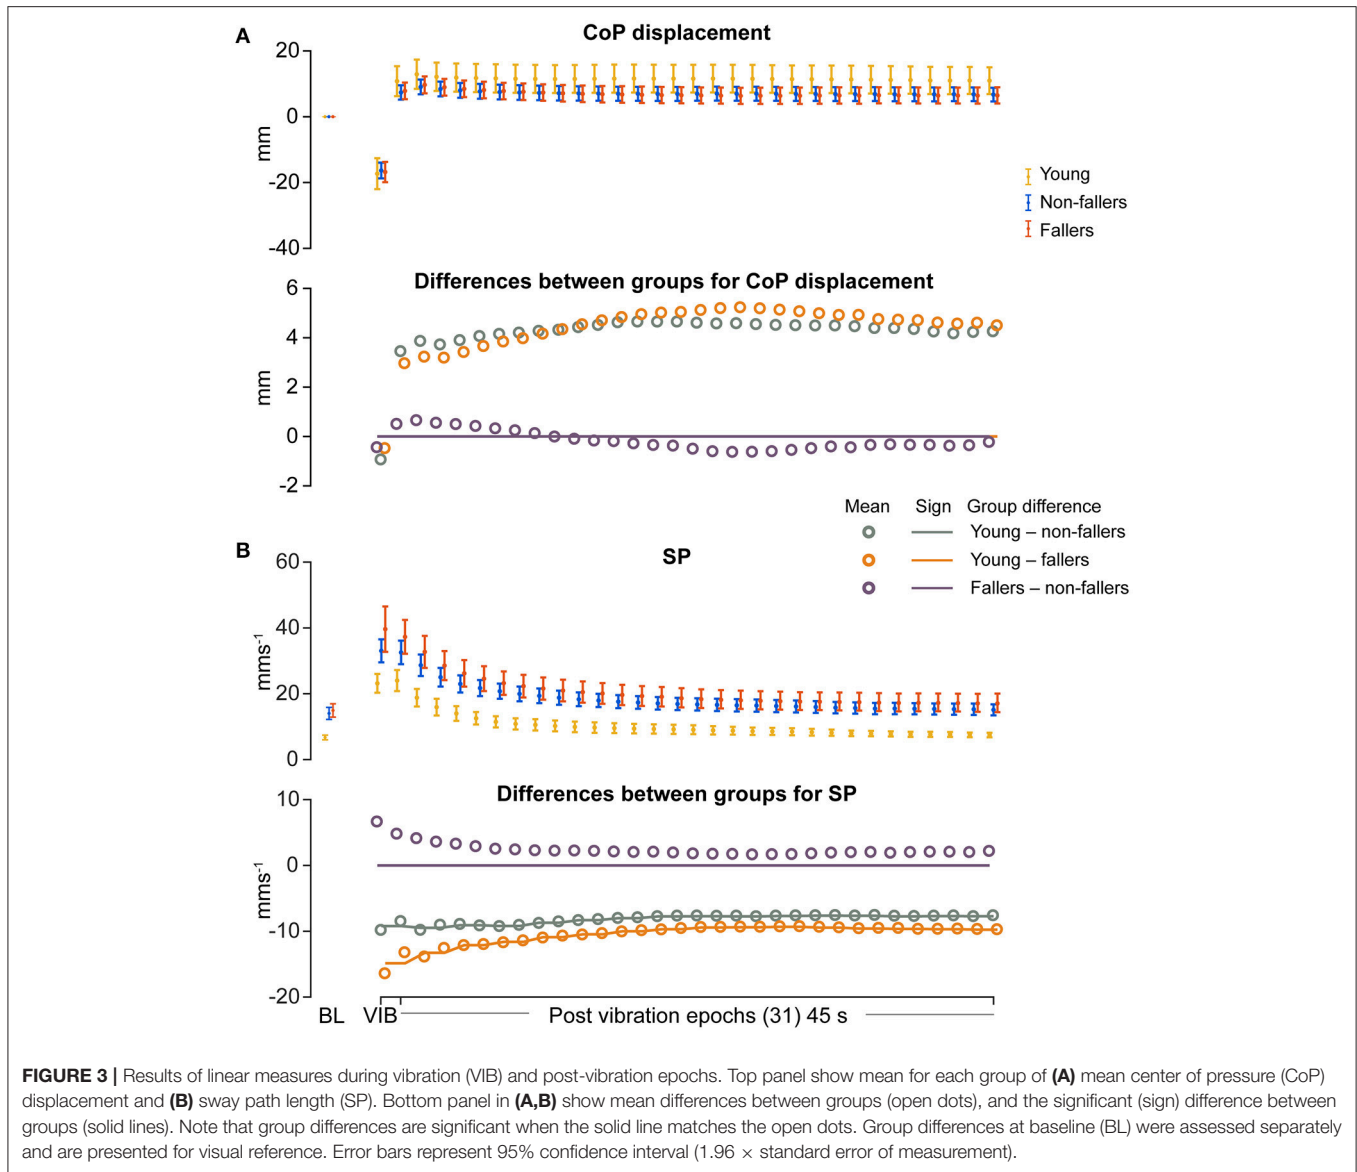 A
CoP displacement
20
0
-20
-40
mm
Young
Non-fallers
Fallers
Differences between groups for CoP displacement
6
4
2
0
-2
mm
Mean Sign Group difference
Young – non-fallers
Young – fallers
Fallers – non-fallers
B
SP
60
40
20
0
mms⁻¹
Differences between groups for SP
10
0
-10
-20
mms⁻¹
BL VIB Post vibration epochs (31) 45 s
FIGURE 3 | Results of linear measures during vibration (VIB) and post-vibration epochs. Top panel show mean for each group of (A) mean center of pressure (CoP)
displacement and (B) sway path length (SP). Bottom panel in (A,B) show mean differences between groups (open dots), and the significant (sign) difference between
groups (solid lines). Note that group differences are significant when the solid line matches the open dots. Group differences at baseline (BL) were assessed separately
and are presented for visual reference. Error bars represent 95% confidence interval (1.96 × standard error of measurement).